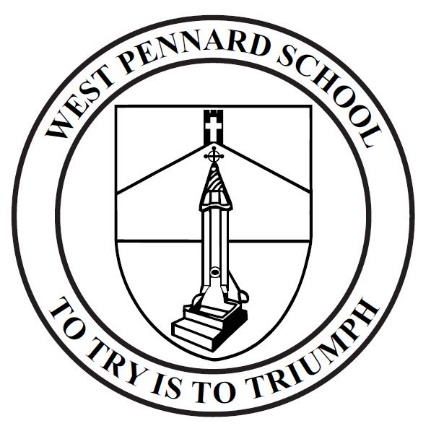 WEST PENNARD SCHOOL
TO TRY IS TO TRIUMPH